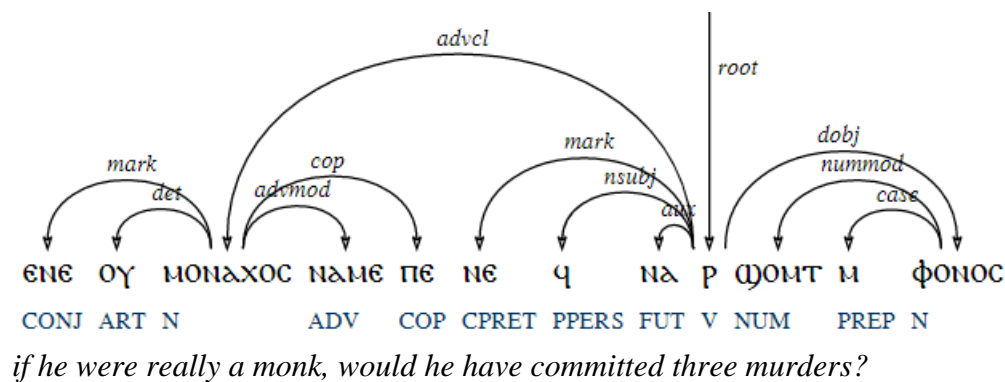 advcl
root
mark
dobj
mark
cop
nummod
nsubj
det
advmod
case
aux
ⲉⲛⲉ ⲟⲩ ⲙⲟⲛⲁⲭⲟⲥ ⲛⲁⲙⲉ ⲡⲉ ⲛⲉ ϥ ⲛⲁ ⲣ ϣⲟⲙⲧ ⲙ ⲫⲟⲛⲟⲥ
CONJ ART N ADV COP CPRET PPERS FUT V NUM PREP N
if he were really a monk, would he have committed three murders?